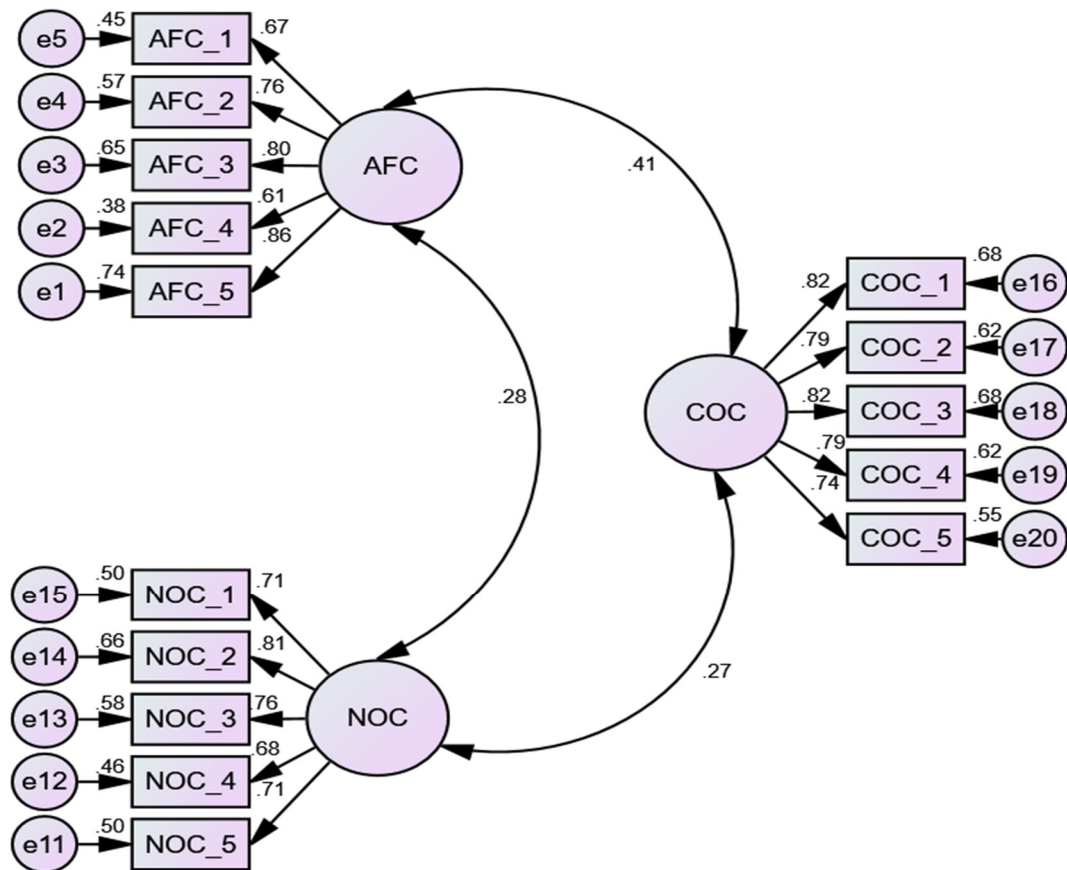 e5 .45 AFC_1 .67
e4 .57 AFC_2 .76
e3 .65 AFC_3 .80
e2 .38 AFC_4 .61
e1 .74 AFC_5 .86
AFC
.41
.28
COC
.82 COC_1 .68 e16
.79 COC_2 .62 e17
.82 COC_3 .68 e18
.79 COC_4 .62 e19
.74 COC_5 .55 e20
e15 .50 NOC_1 .71
e14 .66 NOC_2 .81
e13 .58 NOC_3 .76
e12 .46 NOC_4 .68
e11 .50 NOC_5 .71
NOC
.27